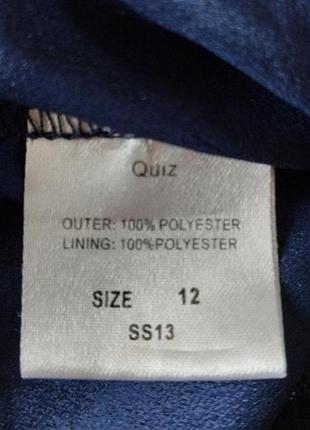 Quiz
OUTER: 100% POLYESTER
LINING: 100%POLYESTER
SIZE 12
SS13